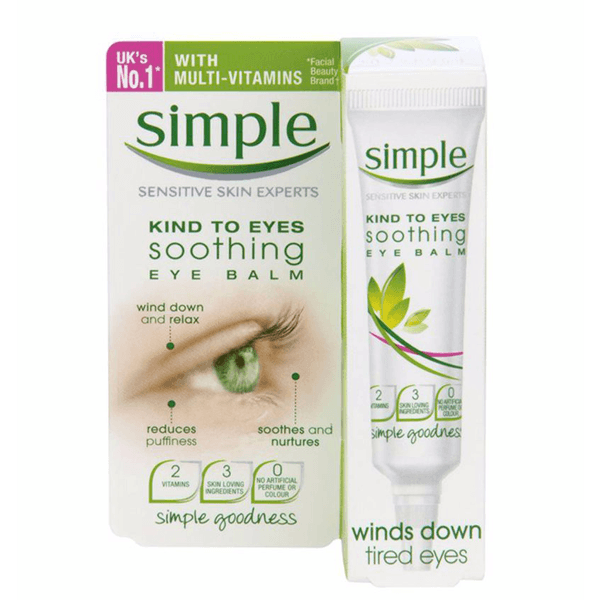 UK's
No.1*
WITH
MULTI-VITAMINS
*Facial
Beauty
Brand†
simple
SENSITIVE SKIN EXPERTS
KIND TO EYES
soothing
EYE BALM
wind down
and relax
reduces
puffiness
soothes and
nurtures
2
VITAMINS
3
SKIN LOVING
INGREDIENTS
0
NO ARTIFICIAL
PERFUME OR
COLOUR
simple goodness
simple
SENSITIVE SKIN EXPERTS
KIND TO EYES
soothing
EYE BALM
2
VITAMINS
3
SKIN LOVING
INGREDIENTS
0
NO ARTIFICIAL
PERFUME OR
COLOUR
simple goodness
winds down
tired eyes